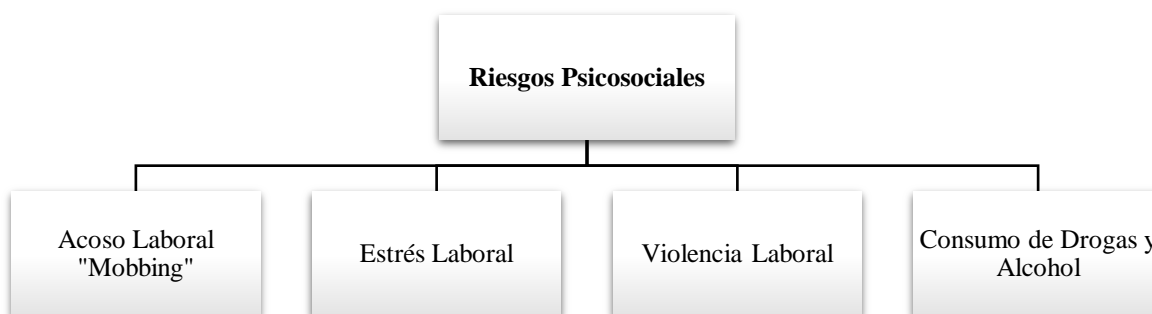 Riesgos Psicosociales
Acoso Laboral
"Mobbing"
Estrés Laboral
Violencia Laboral
Consumo de Drogas y
Alcohol